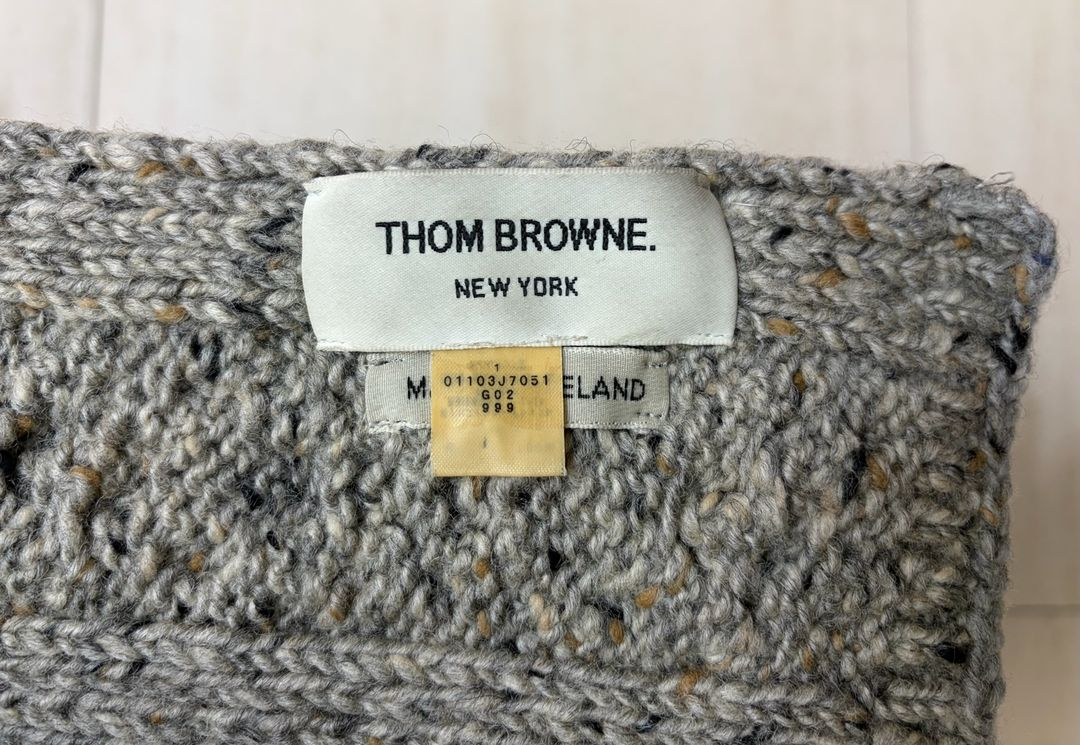 THOM BROWNE.
NEW YORK
1
01103J7051
G02
999
M ELAND